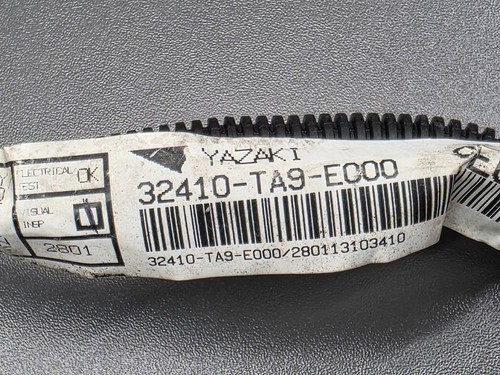 YAZAKI
32410-TA9-E000
32410-TA9-E000/280113103410
ELECTRICAL
EST OK
VISUAL
INSP
2801